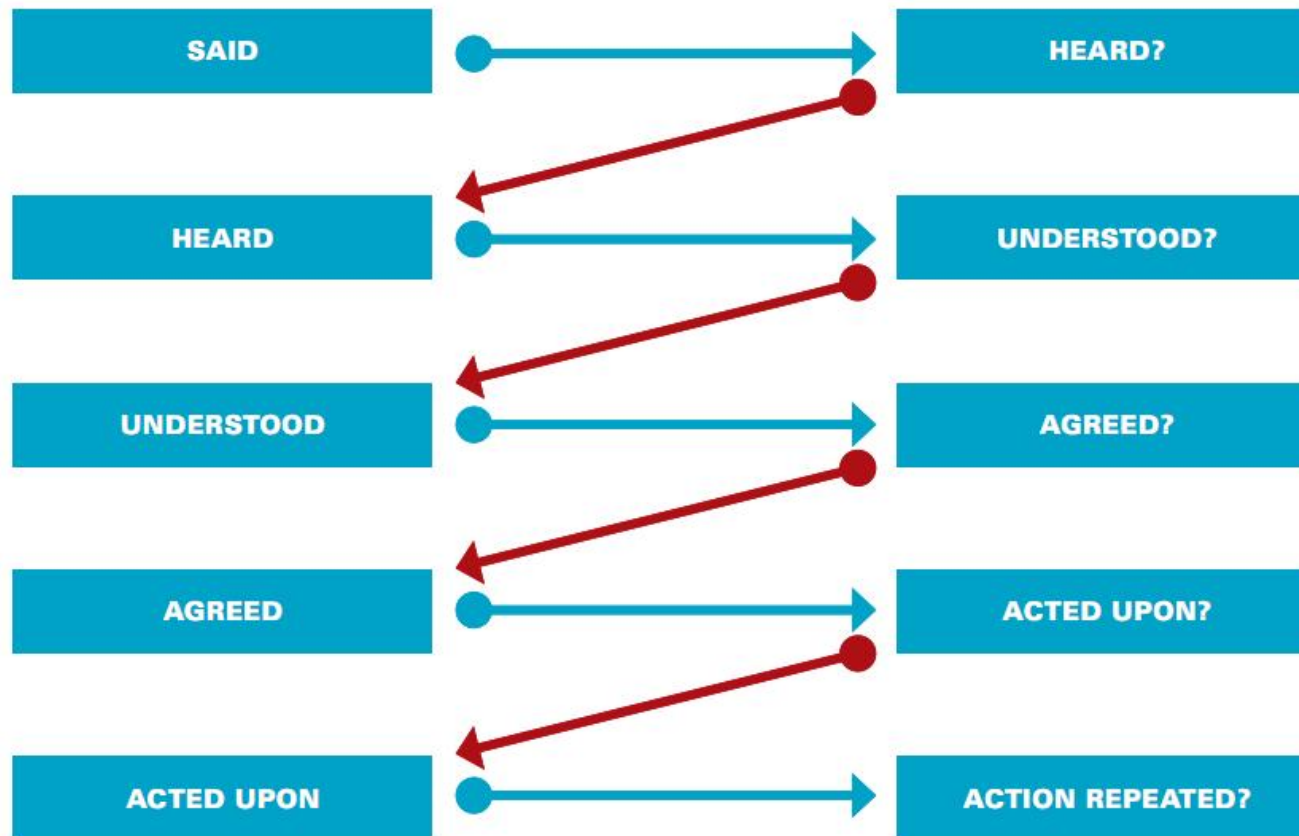 SAID
HEARD?
HEARD
UNDERSTOOD?
UNDERSTOOD
AGREED?
AGREED
ACTED UPON?
ACTED UPON
ACTION REPEATED?